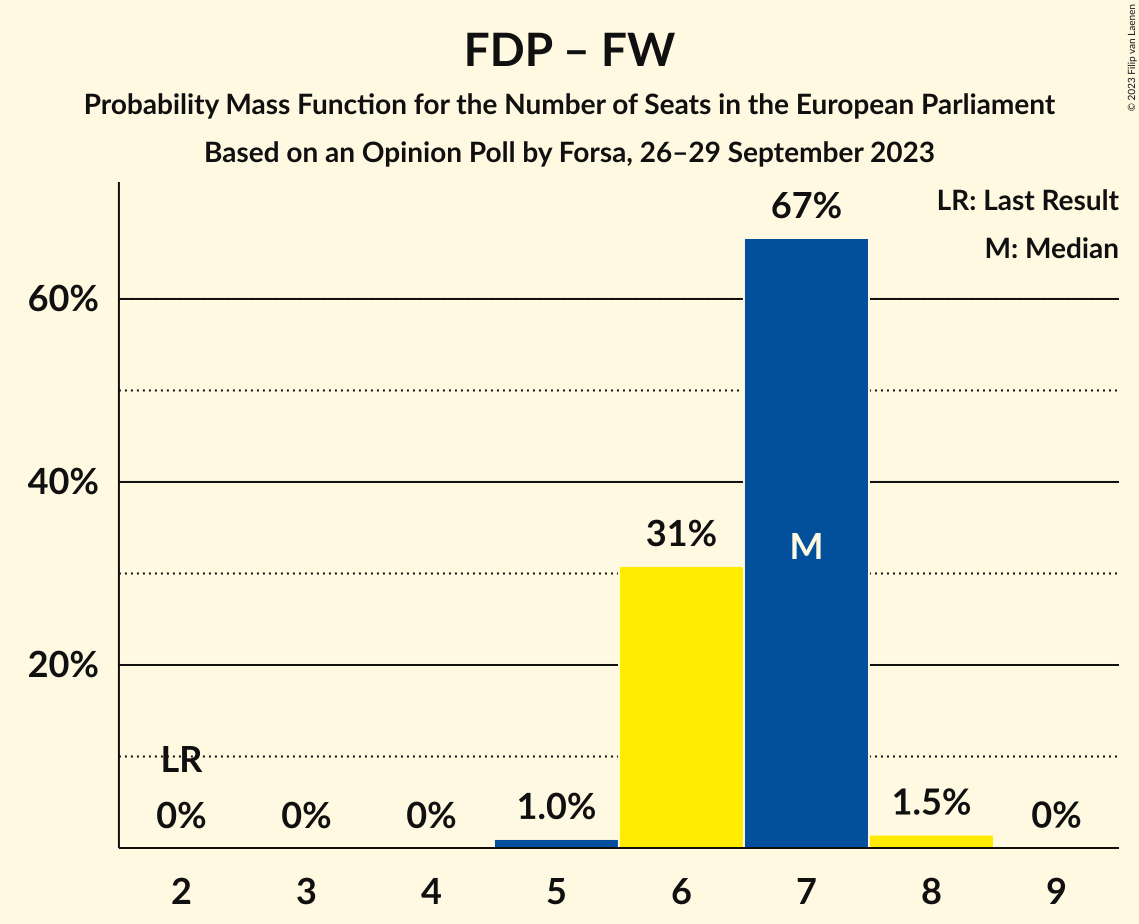 FDP – FW
Probability Mass Function for the Number of Seats in the European Parliament
Based on an Opinion Poll by Forsa, 26–29 September 2023
© 2023 Filip van Laenen
LR: Last Result
M: Median
67%
60%
40%
31%
M
20%
LR
0%
0%
0%
1.0%
1.5%
0%
2
3
4
5
6
7
8
9